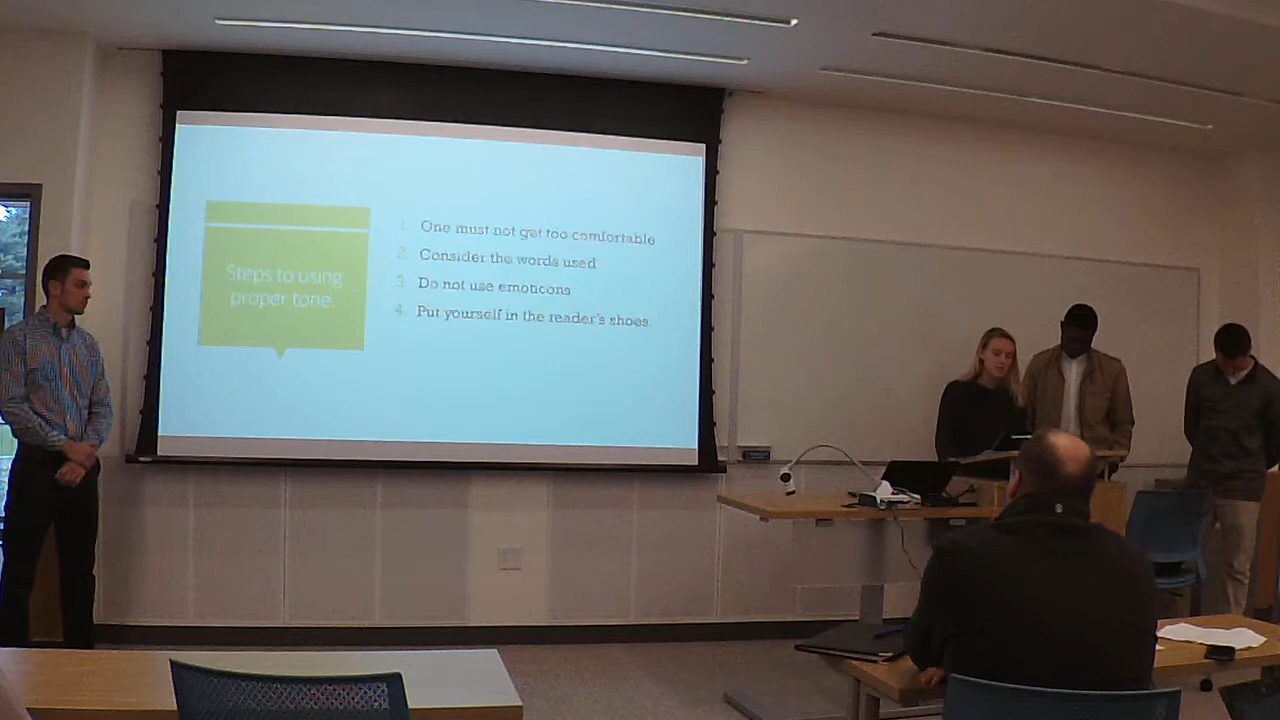 Steps to using
proper tone.
1. One must not get too comfortable
2. Consider the words used
3. Do not use emoticons
4. Put yourself in the reader's shoes.